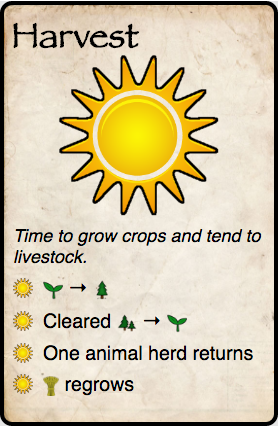 Harvest
Time to grow crops and tend to
livestock.
→
Cleared →
One animal herd returns
regrows